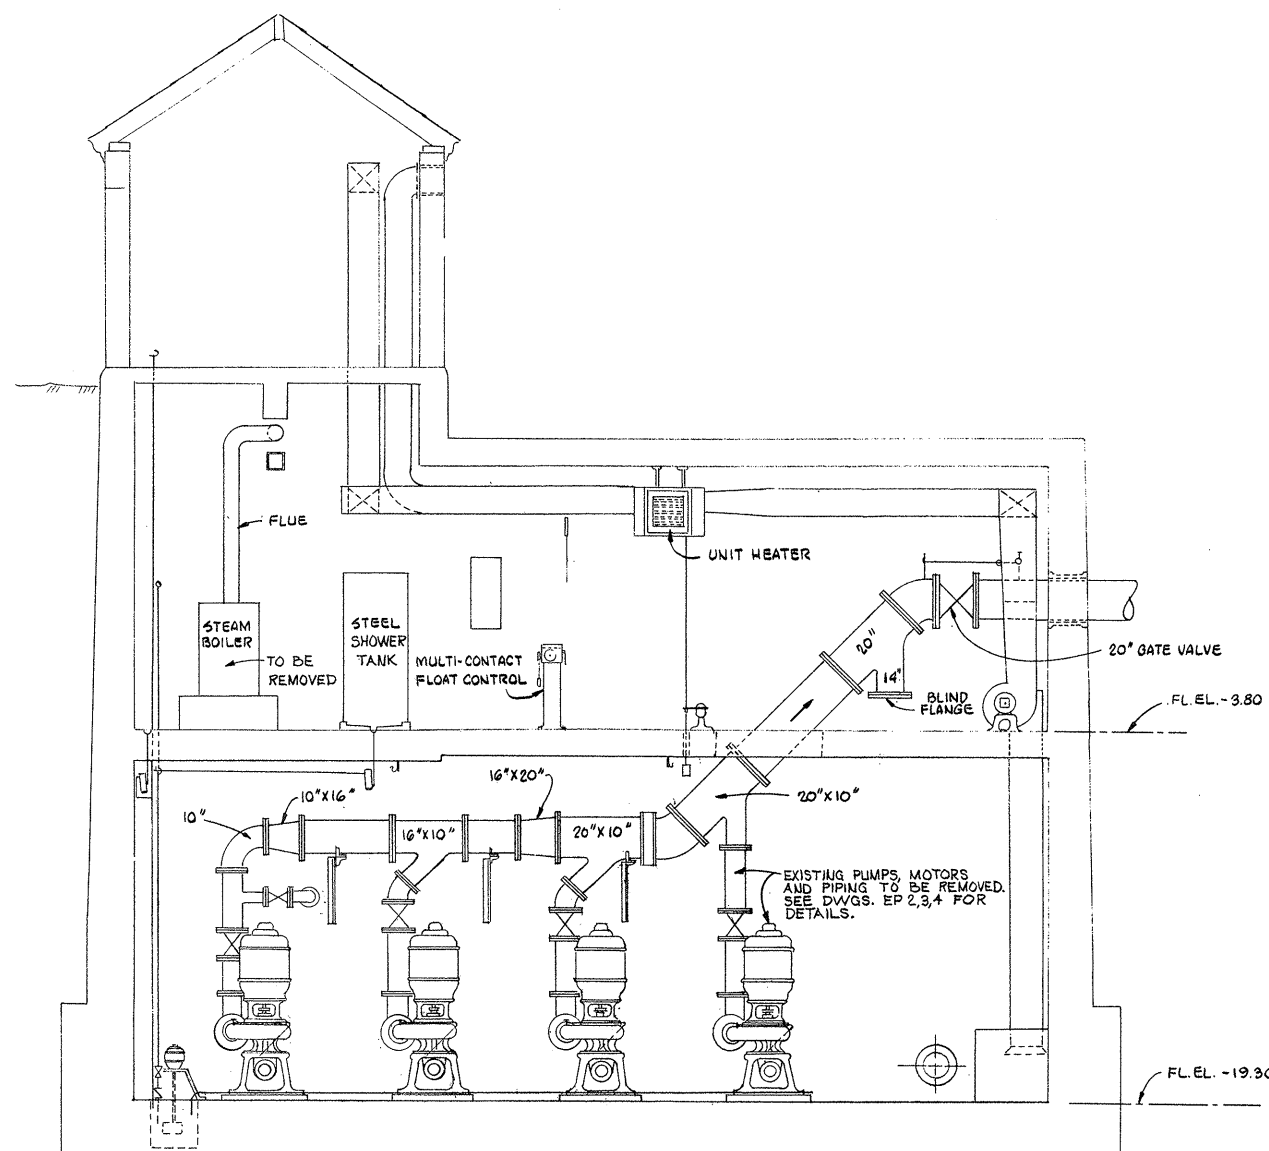 FLUE
UNIT HEATER
STEAM
BOILER
TO BE
REMOVED
STEEL
SHOWER
TANK
MULTI-CONTACT
FLOAT CONTROL
20"
14"
BLIND
FLANGE
20" GATE VALVE
FL.EL.-3.80
16"X20"
10"X16"
10"
16"X10"
20"X10"
20"X10"
EXISTING PUMPS, MOTORS
AND PIPING TO BE REMOVED.
SEE DWGS. EP 2,3,4 FOR
DETAILS.
FL.EL. -19.30